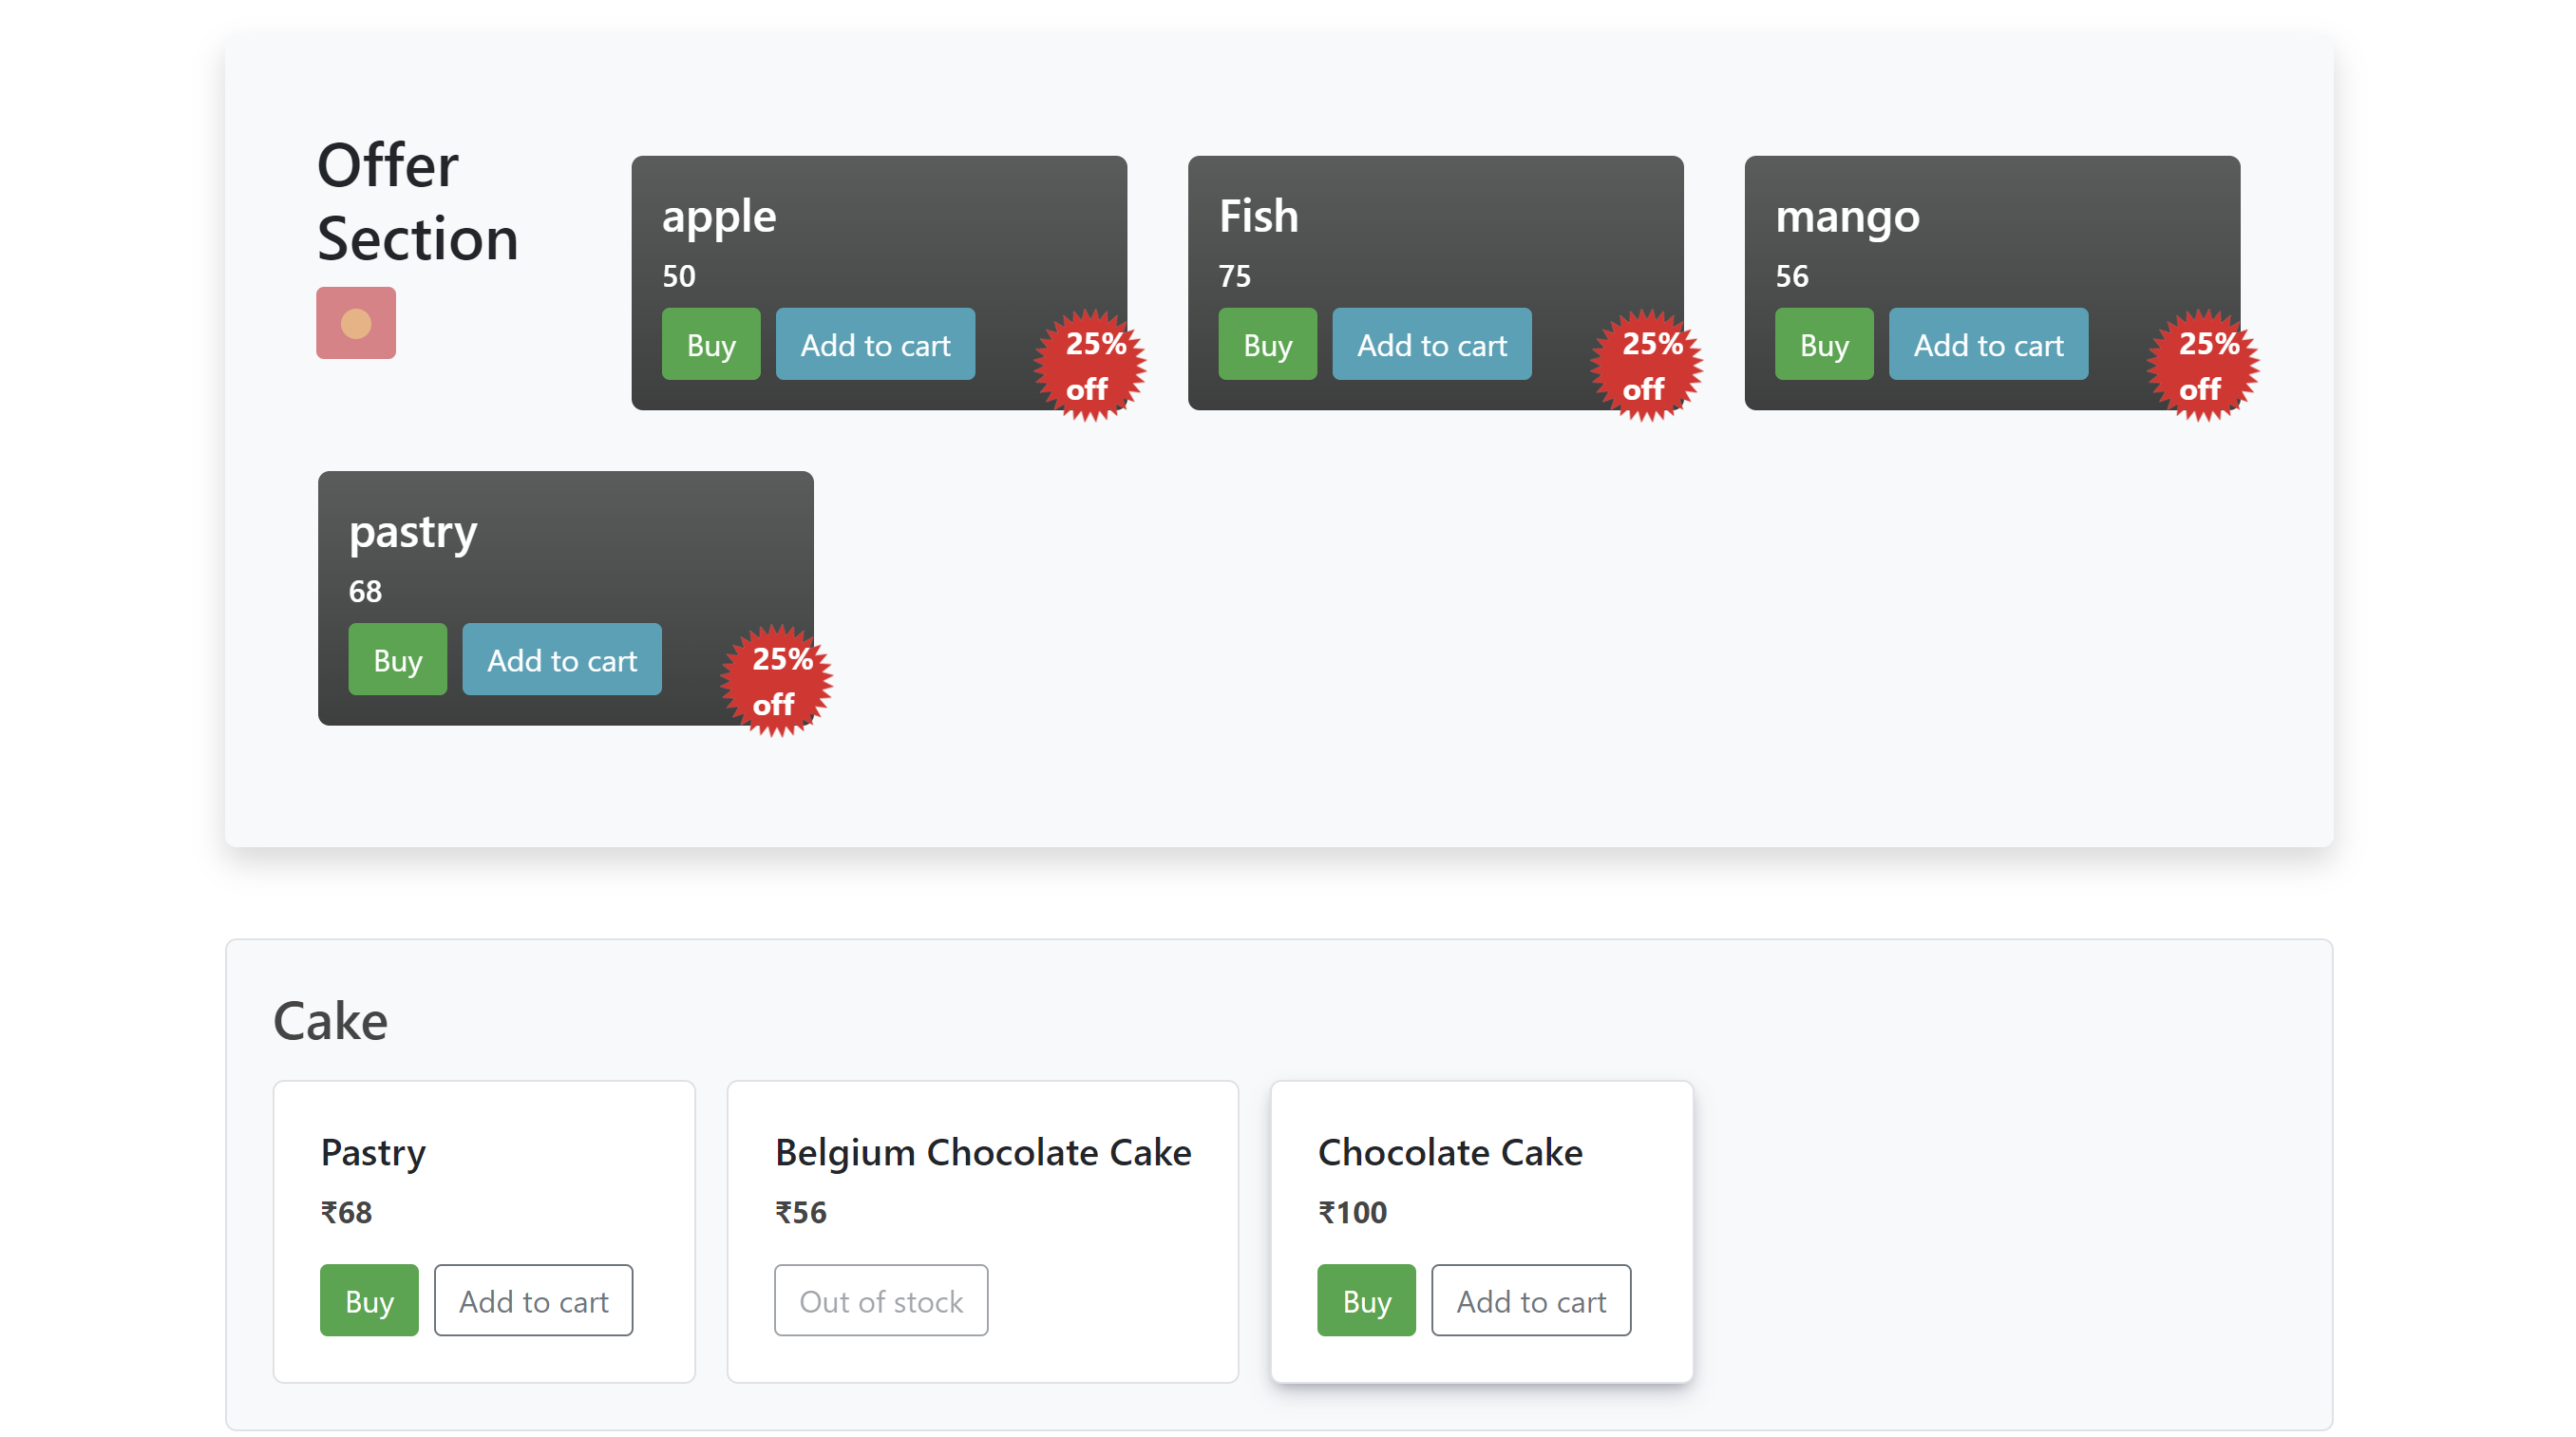 Offer
Section
apple
50
Buy
Add to cart
25%
off
Fish
75
Buy
Add to cart
25%
off
mango
56
Buy
Add to cart
25%
off
pastry
68
Buy
Add to cart
25%
off
Cake
Pastry
₹68
Buy
Add to cart
Belgium Chocolate Cake
₹56
Out of stock
Chocolate Cake
₹100
Buy
Add to cart